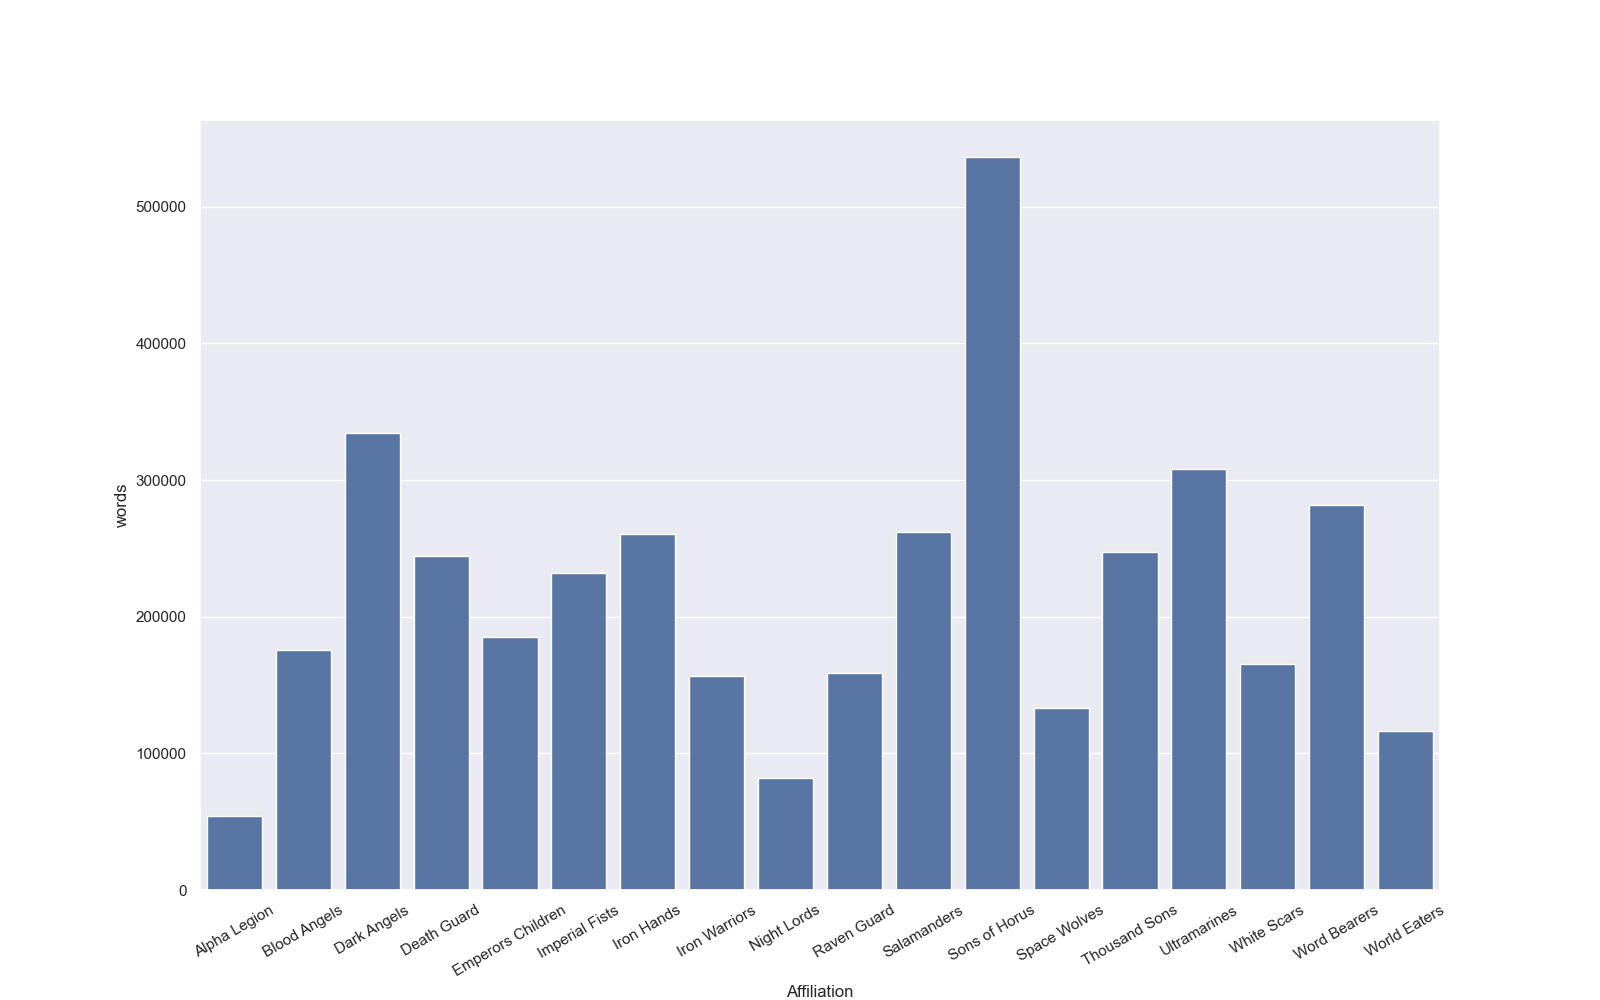 500000
400000
300000
200000
100000
0
words
Alpha Legion
Blood Angels
Dark Angels
Death Guard
Emperors Children
Imperial Fists
Iron Hands
Iron Warriors
Night Lords
Raven Guard
Salamanders
Sons of Horus
Space Wolves
Thousand Sons
Ultramarines
White Scars
Word Bearers
World Eaters
Affiliation